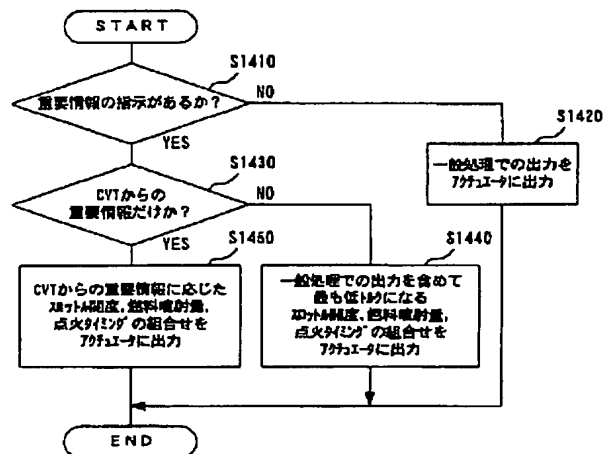 START
S1410
重要情報の指示があるか?
NO
YES
S1420
一般処理での出力を
アクチュエータに出力
S1430
CVTからの
重要情報だけか?
NO
YES
S1450
CVTからの重要情報に応じた
スロットル開度,燃料噴射量,
点火タイミングの組合せを
アクチュエータに出力
S1440
一般処理での出力を含めて
最も低トルクになる
スロットル開度,燃料噴射量,
点火タイミングの組合せを
アクチュエータに出力
END